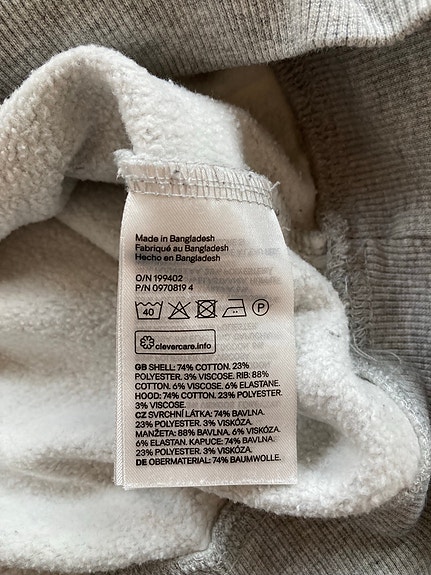 Made in Bangladesh
Fabriqué au Bangladesh
Hecho en Bangladesh
O/N 199402
P/N 0970819 4
40
P
clevercare.info
GB SHELL: 74% COTTON. 23%
POLYESTER. 3% VISCOSE. RIB: 88%
COTTON. 6% VISCOSE. 6% ELASTANE.
HOOD: 74% COTTON. 23% POLYESTER.
3% VISCOSE.
CZ SVRCHNÍ LÁTKA: 74% BAVLNA.
23% POLYESTER. 3% VISKÓZA.
MANŽETA: 88% BAVLNA. 6% VISKÓZA.
6% ELASTAN. KAPUCE: 74% BAVLNA.
23% POLYESTER. 3% VISKÓZA.
DE OBERMATERIAL: 74% BAUMWOLLE.